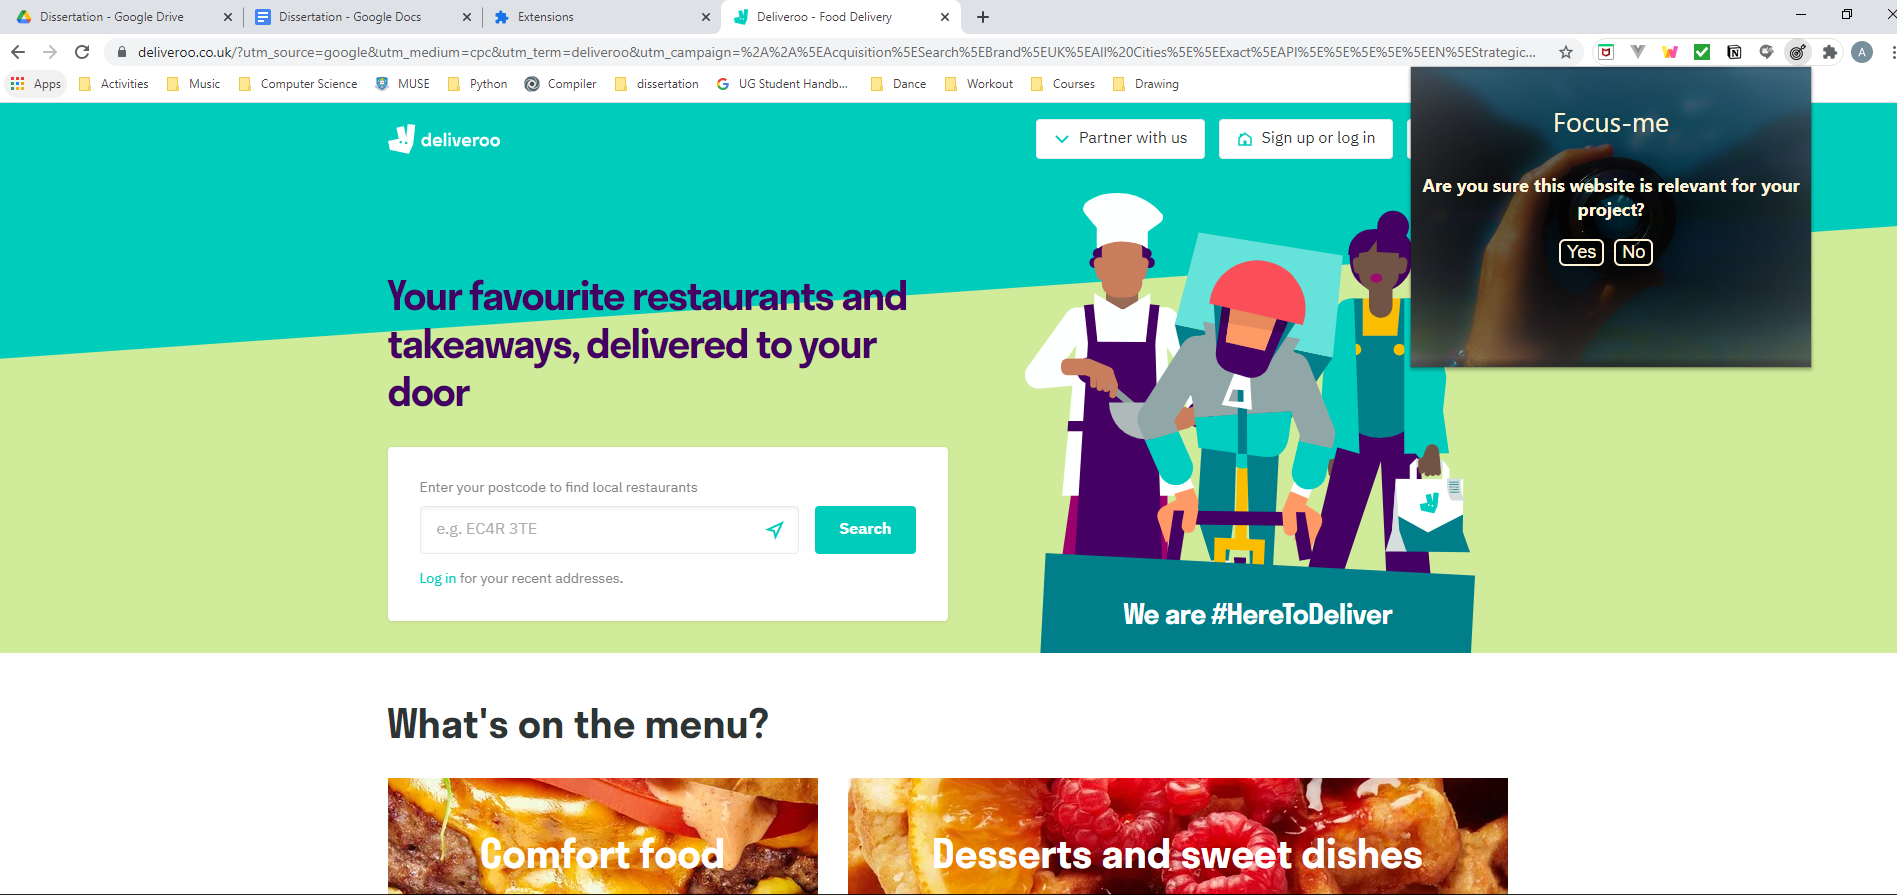 Dissertation - Google Drive
Dissertation - Google Docs
Extensions
Deliveroo - Food Delivery
deliveroo.co.uk/?utm_source=google&utm_medium=cpc&utm_term=deliveroo&utm_campaign=%2A%2A%5EAcquisition%5ESearch%5EBrand%5EUK%5EAll%20Cities%5E%5EExact%5EAPI%5E%5E%5E%5E%5EEN%5EStrategic...
A
Apps
Activities
Music
Computer Science
MUSE
Python
Compiler
dissertation
UG Student Handb...
Dance
Workout
Courses
Drawing
deliveroo
Partner with us
Sign up or log in
Focus-me
Are you sure this website is relevant for your
project?
Yes No
Your favourite restaurants and
takeaways, delivered to your
door
Enter your postcode to find local restaurants
e.g. EC4R 3TE
Search
Log in for your recent addresses.
We are #HereToDeliver
What's on the menu?
Comfort food
Desserts and sweet dishes